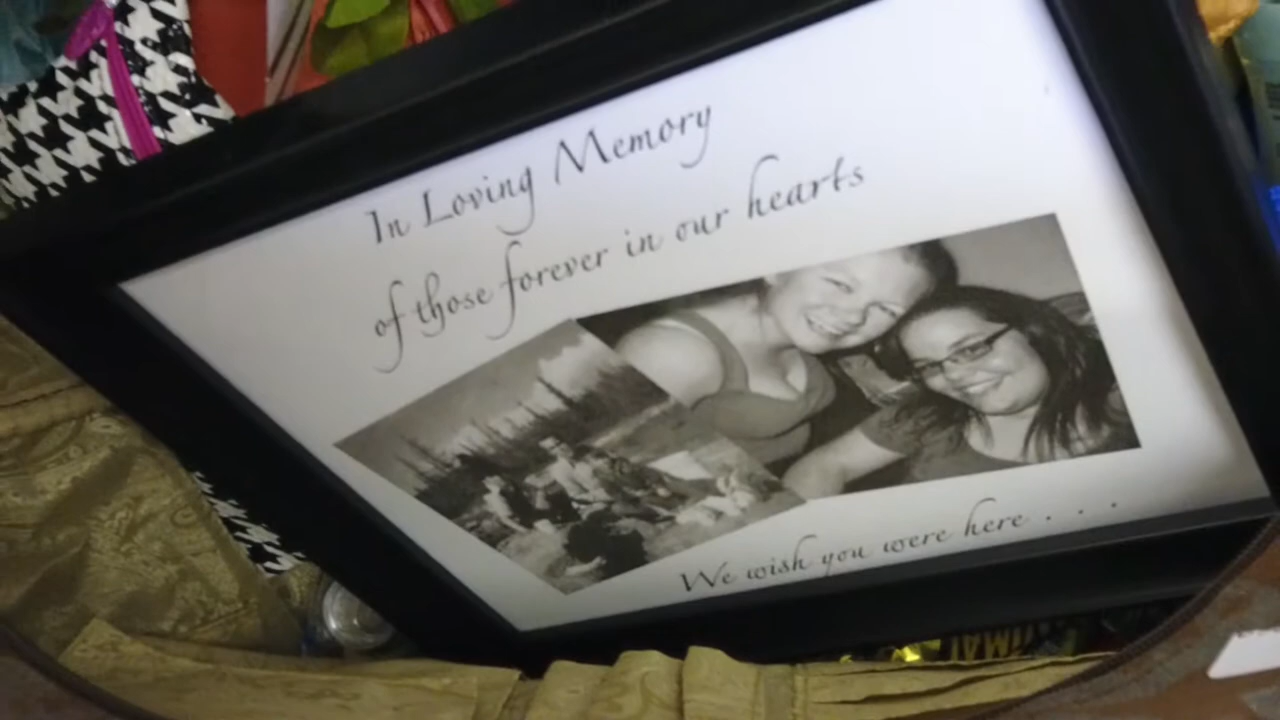 In Loving Memory
of those forever in our hearts
We wish you were here . . .